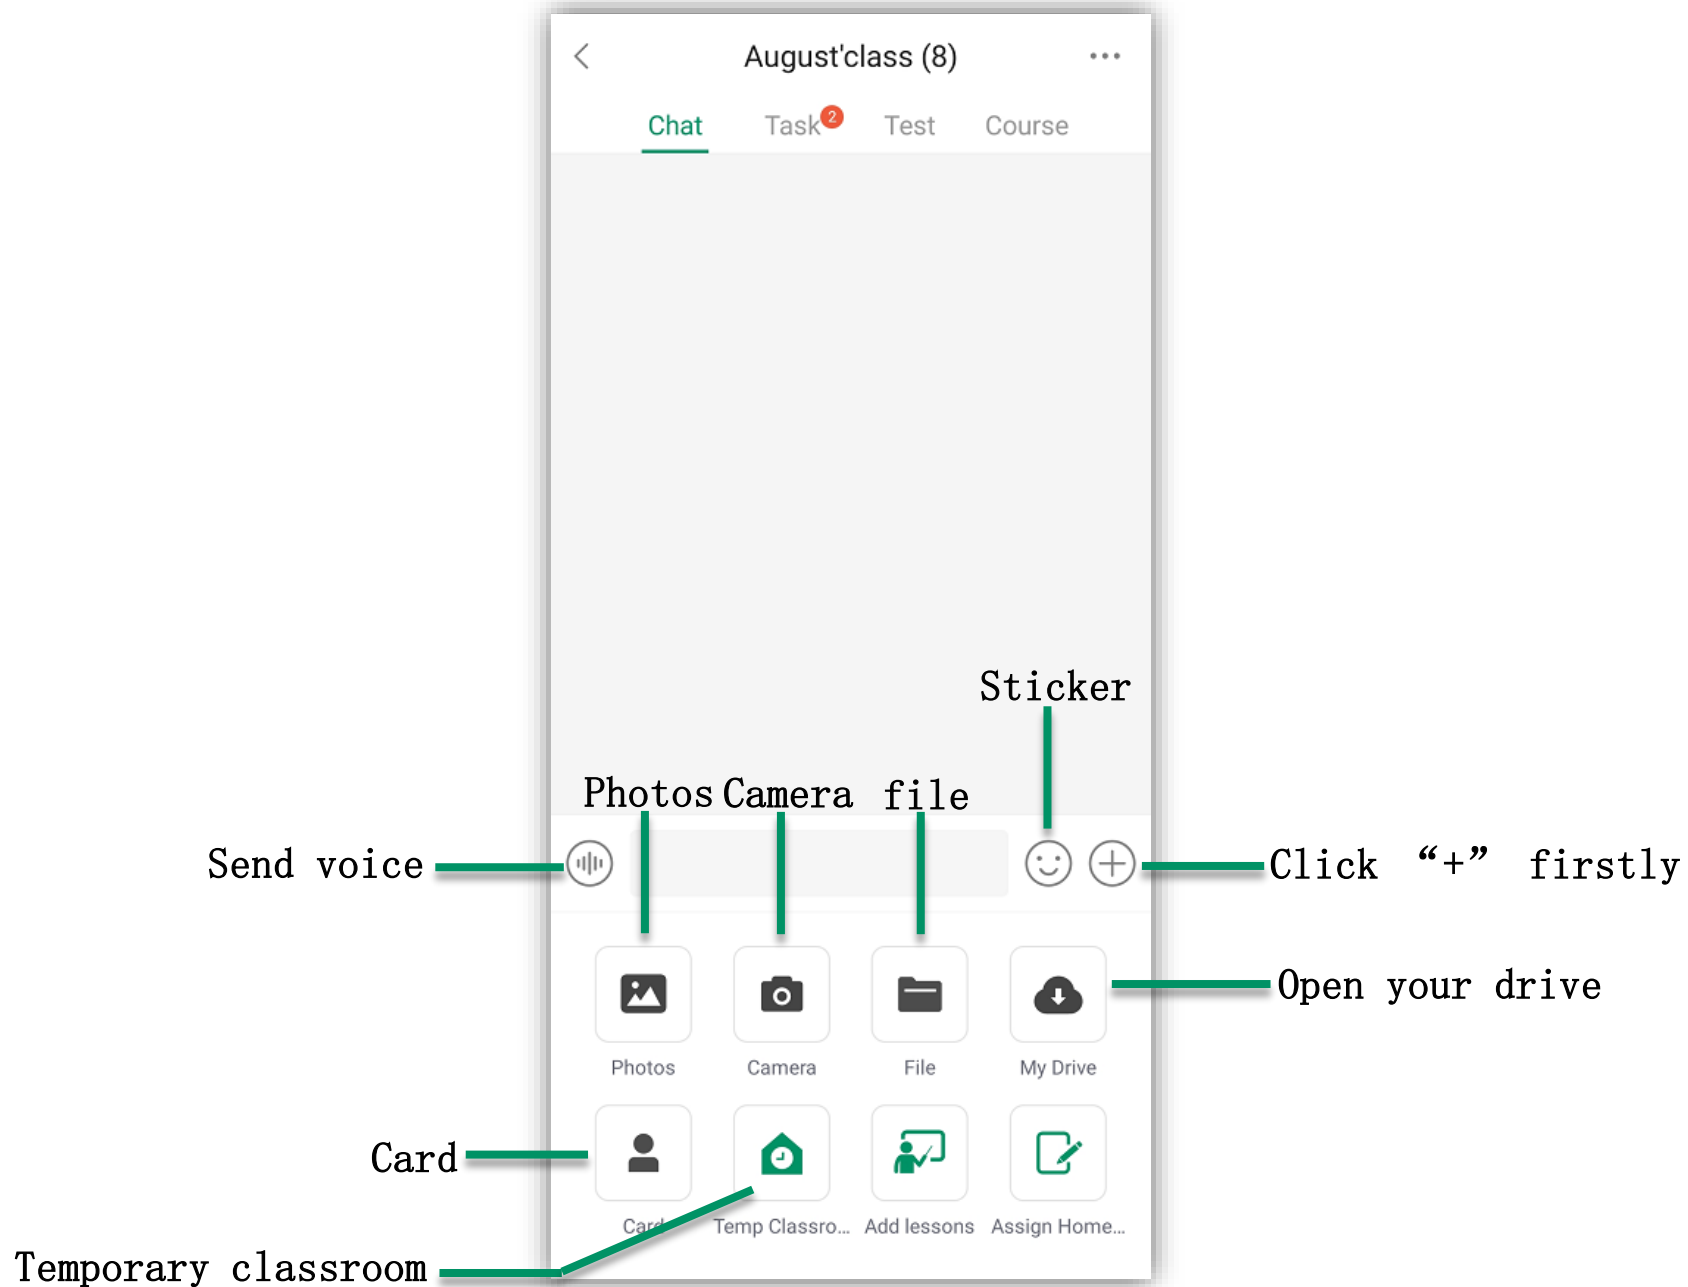 August'class (8)
Chat Task 2 Test Course
Sticker
Photos Camera file
Send voice
Click “+” firstly
Open your drive
Photos Camera File My Drive
Card
Card Temp Classro... Add lessons Assign Home...
Temporary classroom